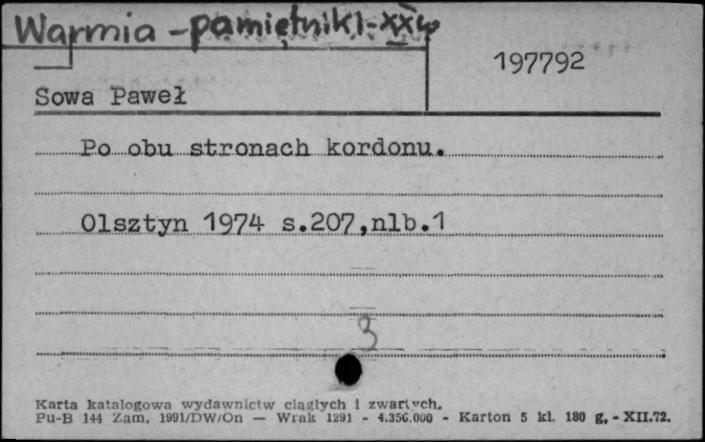 Warmia - pamiętniki - XX w
197792
Sowa Paweł
Po obu stronach kordonu.
Olsztyn 1974 s.207,nlb.1
3
Karta katalogowa wydawnictw ciągłych i zwartych.
Pu-B 144 Zam. 1991/DW/On — Wrak 1291 - 4.356.000 - Karton 5 kl. 180 g. - XII.72.